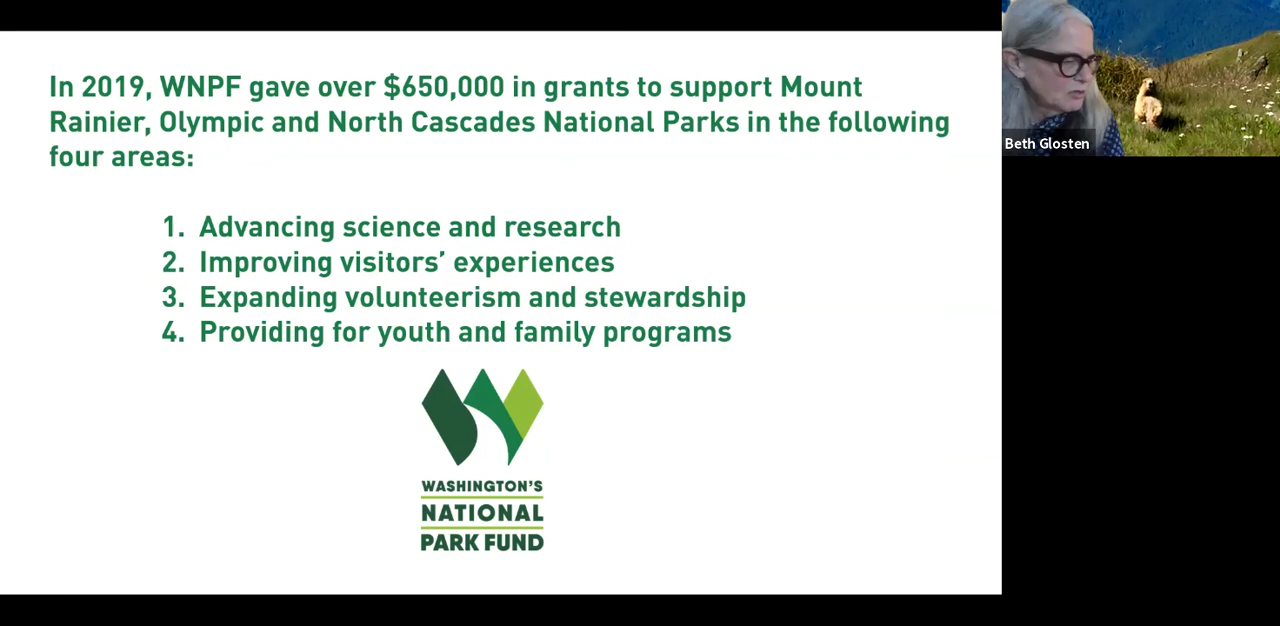 In 2019, WNPF gave over $650,000 in grants to support Mount
Rainier, Olympic and North Cascades National Parks in the following
four areas:
1. Advancing science and research
2. Improving visitors’ experiences
3. Expanding volunteerism and stewardship
4. Providing for youth and family programs
WASHINGTON'S
NATIONAL
PARK FUND
Beth Glosten